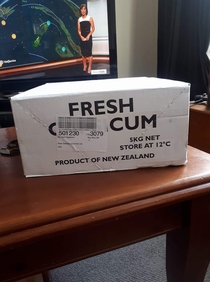 FRESH
C CUM
501230 3079
5KG NET
STORE AT 12°C
PRODUCT OF NEW ZEALAND